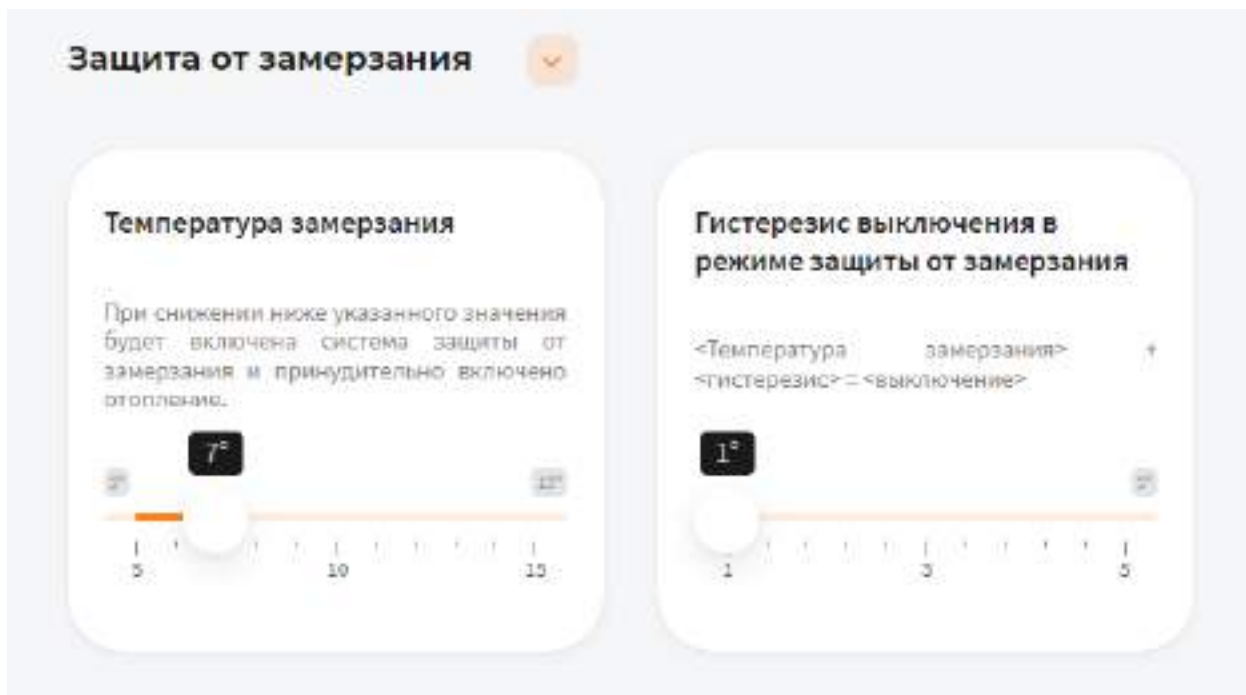 Защита от замерзания
Температура замерзания
При снижении ниже указанного значения
будет включена система защиты от
замерзания и принудительно включено
отопление.
7°
5 10 15
Гистерезис выключения в
режиме защиты от замерзания
<Температура замерзания> +
<гистерезис> = <выключение>
1°
5°
1 3 5